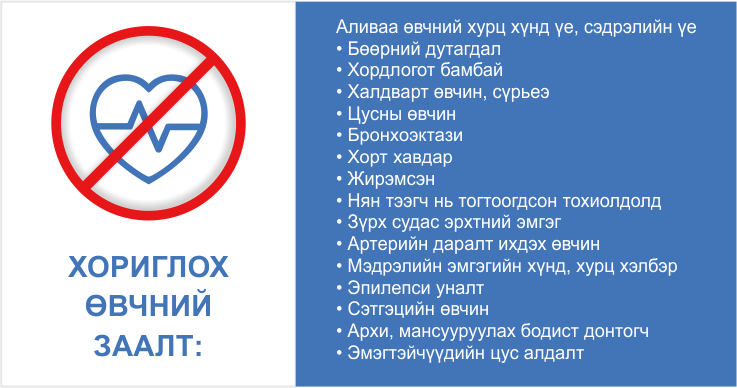 ХОРИГЛОХ
ӨВЧНИЙ
ЗААЛТ:
Аливаа өвчний хурц хүнд үе, сэдрэлийн үе
• Бөөрний дутагдал
• Хордлогот бамбай
• Халдварт өвчин, сүрьеэ
• Цусны өвчин
• Бронхоэктази
• Хорт хавдар
• Жирэмсэн
• Нян тээгч нь тогтоогдсон тохиолдолд
• Зүрх судас эрхтний эмгэг
• Артерийн даралт ихдэх өвчин
• Мэдрэлийн эмгэгийн хүнд, хурц хэлбэр
• Эпилепси уналт
• Сэтгэцийн өвчин
• Архи, мансууруулах бодист донтогч
• Эмэгтэйчүүдийн цус алдалт